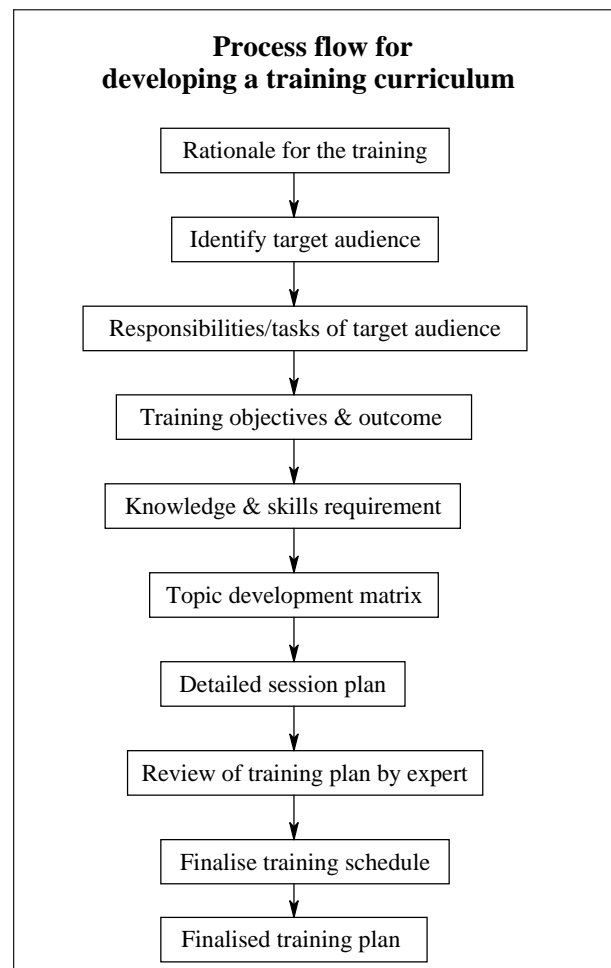 Process flow for
developing a training curriculum
Rationale for the training
Identify target audience
Responsibilities/tasks of target audience
Training objectives & outcome
Knowledge & skills requirement
Topic development matrix
Detailed session plan
Review of training plan by expert
Finalise training schedule
Finalised training plan